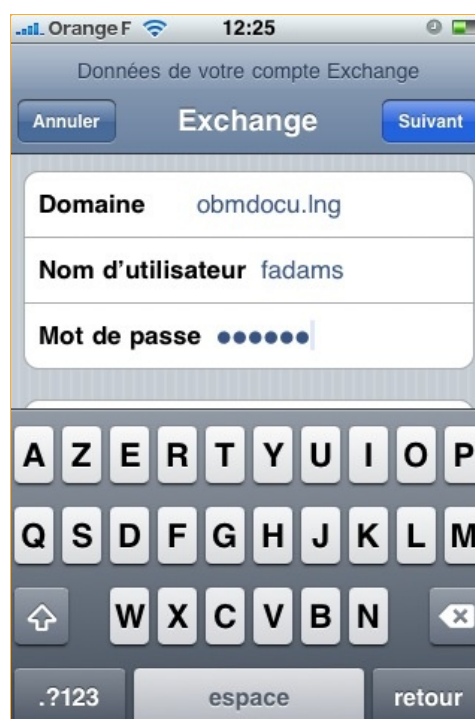 Orange F 12:25
Données de votre compte Exchange
Annuler Exchange Suivant
Domaine obmdocu.lng
Nom d'utilisateur fadams
Mot de passe ••••••
A Z E R T Y U I O P
Q S D F G H J K L M
W X C V B N
.?123 espace retour